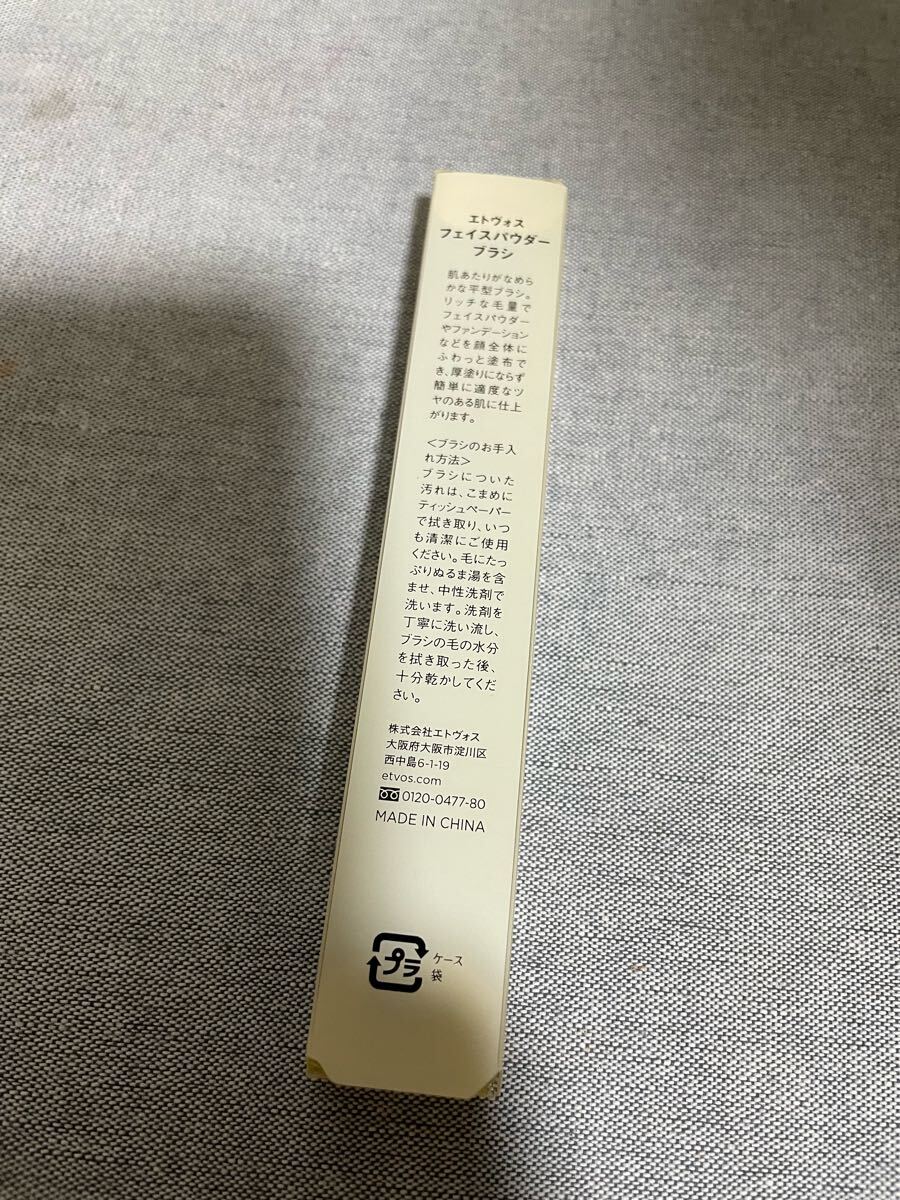 エトヴォス
フェイスパウダー
ブラシ
肌あたりがなめら
かな平型ブラシ。
リッチな毛量で
フェイスパウダー
やファンデーション
などを顔全体に
ふわっと塗布で
き、厚塗りにならず
簡単に適度なツ
ヤのある肌に仕上
がります。
<ブラシのお手入
れ方法>
ブラシについた
汚れは、こまめに
ティッシュペーパー
で拭き取り、いつ
も清潔にご使用
ください。毛にたっ
ぷりぬるま湯を含
ませ、中性洗剤で
洗います。洗剤を
丁寧に洗い流し、
ブラシの毛の水分
を拭き取った後、
十分乾かしてくだ
さい。
株式会社エトヴォス
大阪府大阪市淀川区
西中島6-1-19
etvos.com
0120-0477-80
MADE IN CHINA
プラ
ケース
袋